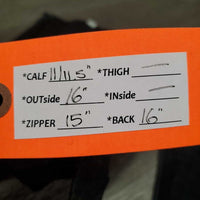 *CALF 11/11.5" *THIGH —
*OUTside 16" *INside —
*ZIPPER 15" *BACK 16"